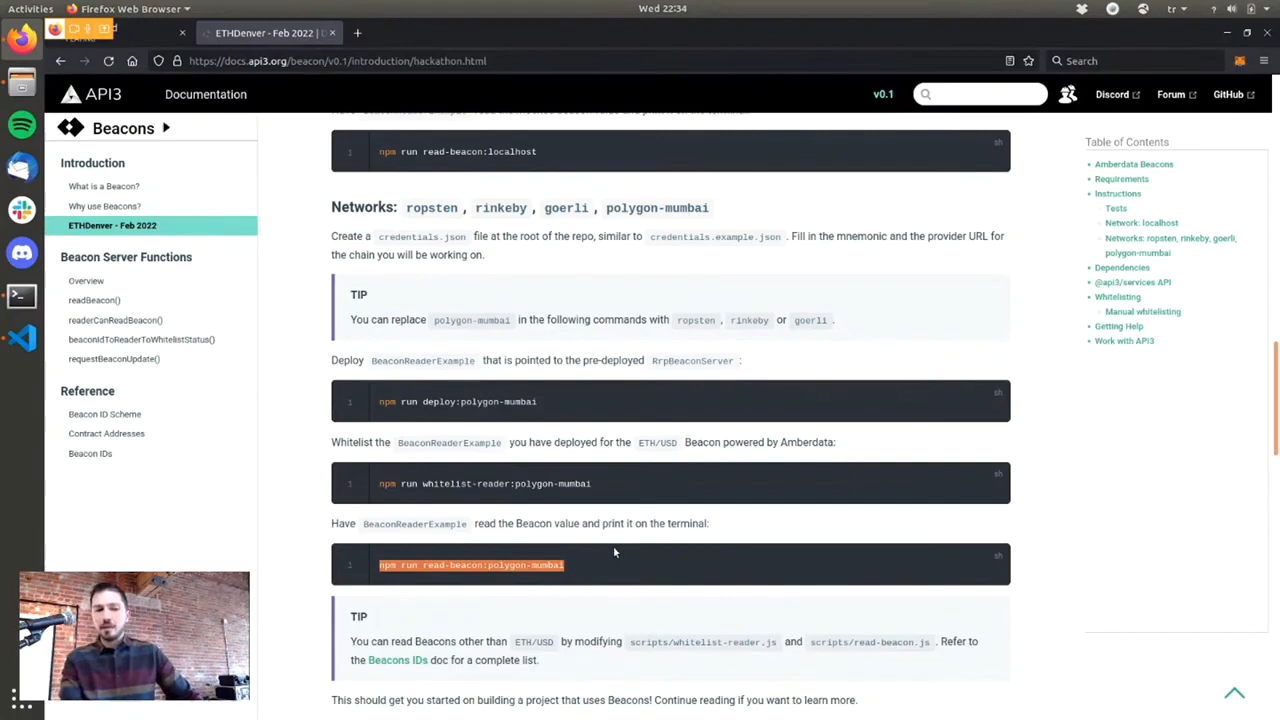 Activities Firefox Web Browser Wed 22:34 tr ?
ETHDenver - Feb 2022 | D
https://docs.api3.org/beacon/v0.1/introduction/hackathon.html Search
API3 Documentation v0.1 Discord Forum GitHub
Beacons
Introduction
What is a Beacon?
Why use Beacons?
ETHDenver - Feb 2022
Beacon Server Functions
Overview
readBeacon()
readerCanReadBeacon()
beaconIdToReaderToWhitelistStatus()
requestBeaconUpdate()
Reference
Beacon ID Scheme
Contract Addresses
Beacon IDs
sh
1 npm run read-beacon:localhost
Networks: ropsten, rinkeby, goerli, polygon-mumbai
Create a credentials.json file at the root of the repo, similar to credentials.example.json. Fill in the mnemonic and the provider URL for
the chain you will be working on.
TIP
You can replace polygon-mumbai in the following commands with ropsten, rinkeby or goerli.
Deploy BeaconReaderExample that is pointed to the pre-deployed RrpBeaconServer:
sh
1 npm run deploy:polygon-mumbai
Whitelist the BeaconReaderExample you have deployed for the ETH/USD Beacon powered by Amberdata:
sh
1 npm run whitelist-reader:polygon-mumbai
Have BeaconReaderExample read the Beacon value and print it on the terminal:
sh
1 npm run read-beacon:polygon-mumbai
TIP
You can read Beacons other than ETH/USD by modifying scripts/whitelist-reader.js and scripts/read-beacon.js. Refer to
the Beacons IDs doc for a complete list.
This should get you started on building a project that uses Beacons! Continue reading if you want to learn more.
Table of Contents
Amberdata Beacons
Requirements
Instructions
Tests
Network: localhost
Networks: ropsten, rinkeby, goerli,
polygon-mumbai
Dependencies
@api3/services API
Whitelisting
Manual whitelisting
Getting Help
Work with API3